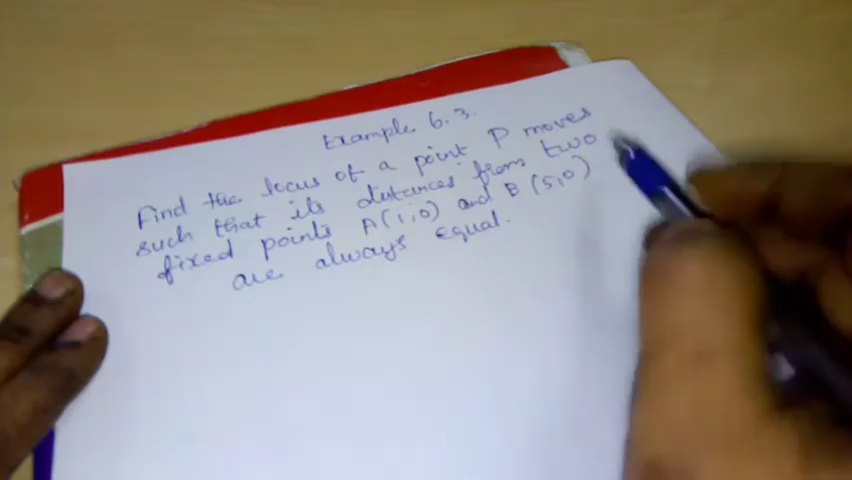 Example 6.3.
Find the locus of a point P moves
such that its distances from two
fixed points A(1,0) and B (5,0)
are always equal.